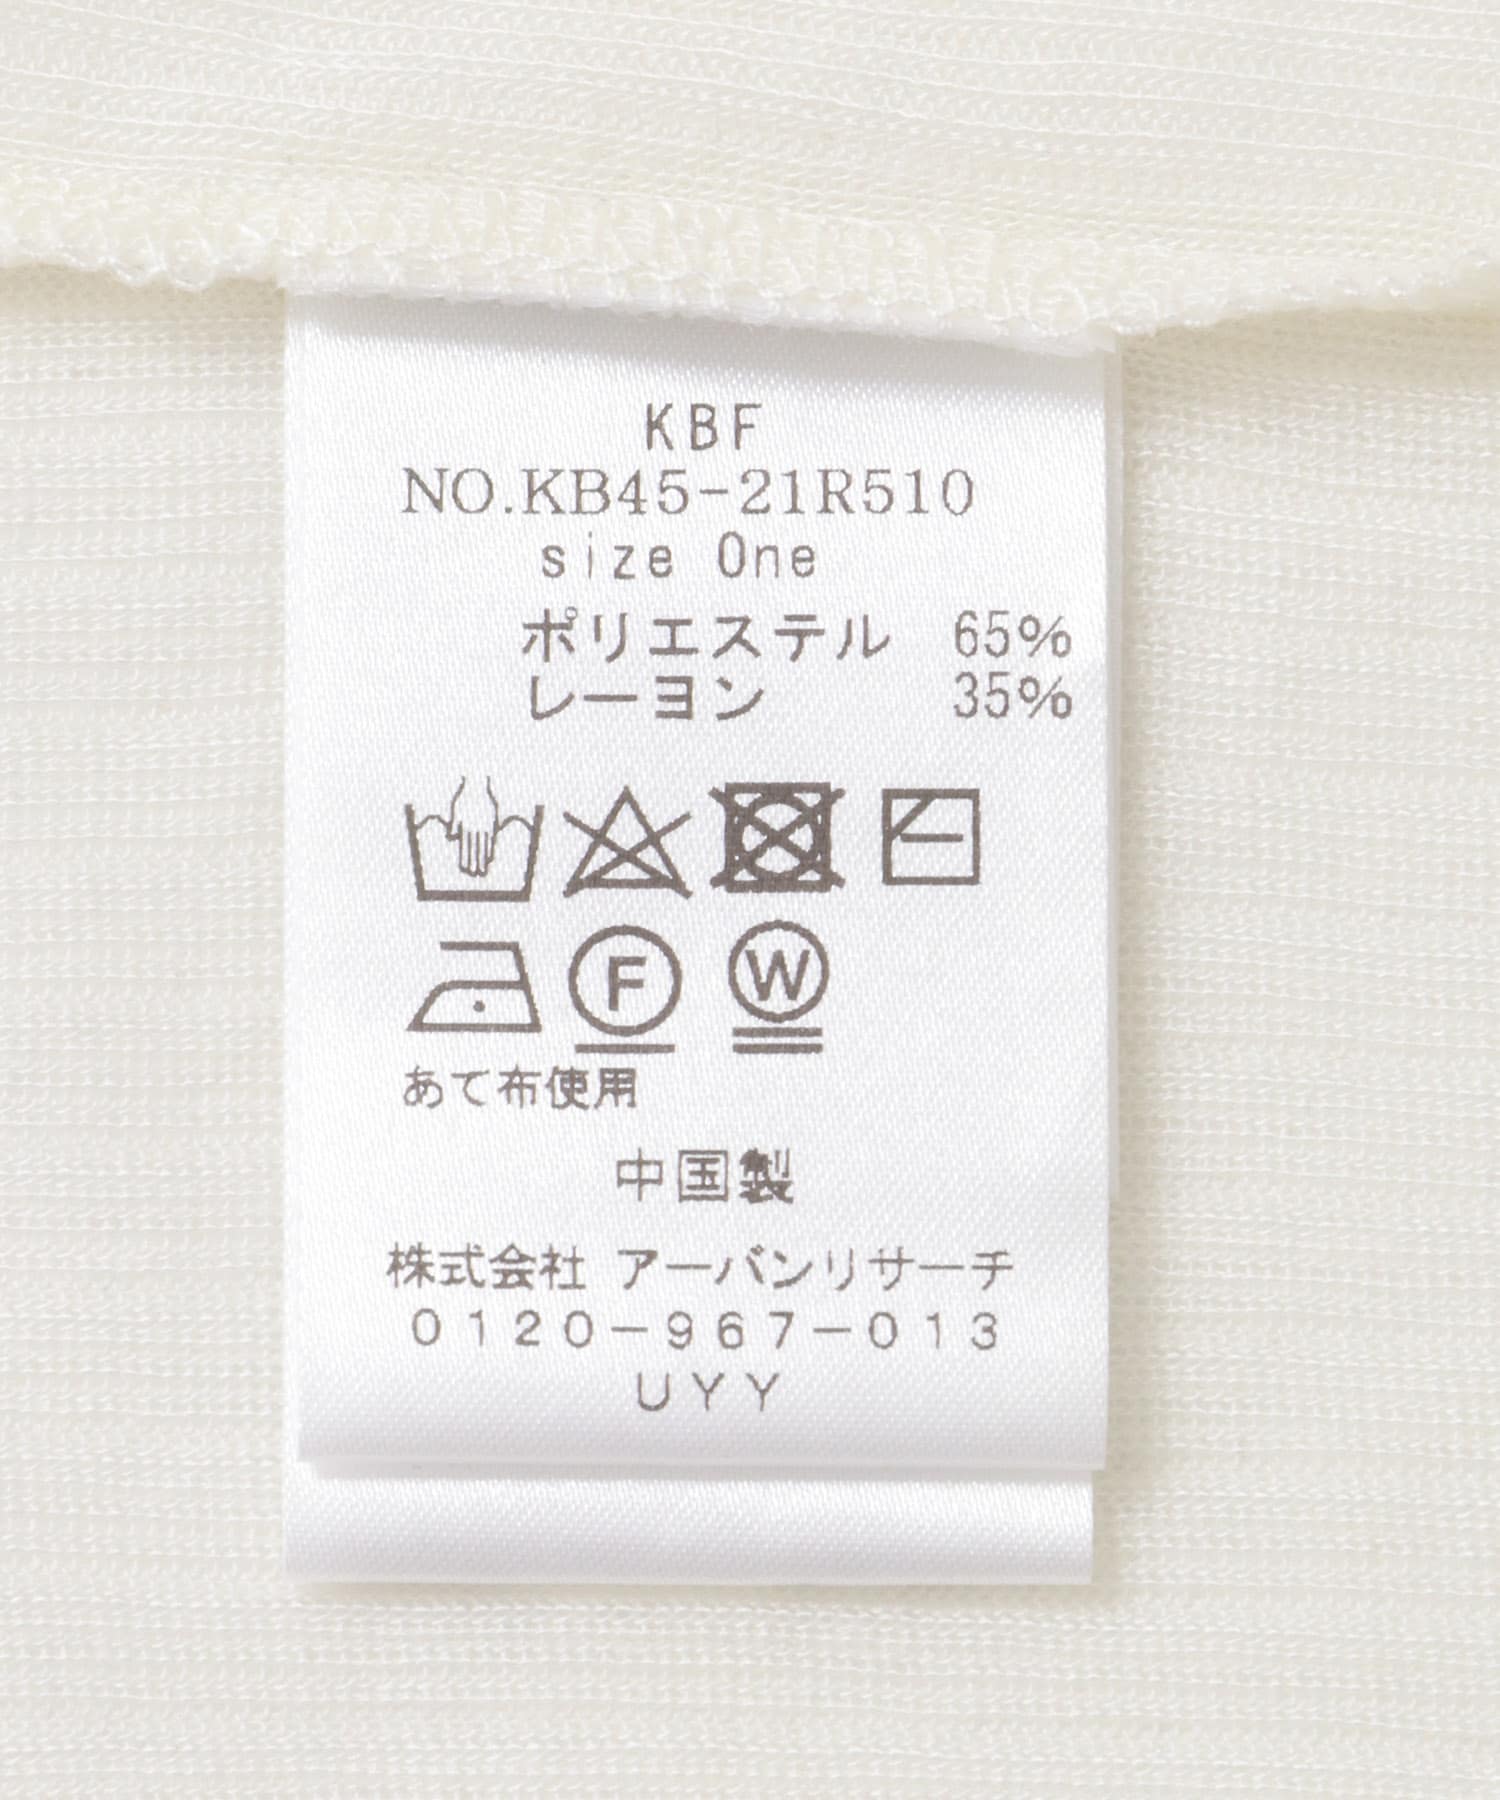 KBF
NO.KB45-21R510
size One
ポリエステル 65%
レーヨン 35%
F W
あて布使用
中国製
株式会社 アーバンリサーチ
0120-967-013
UYY